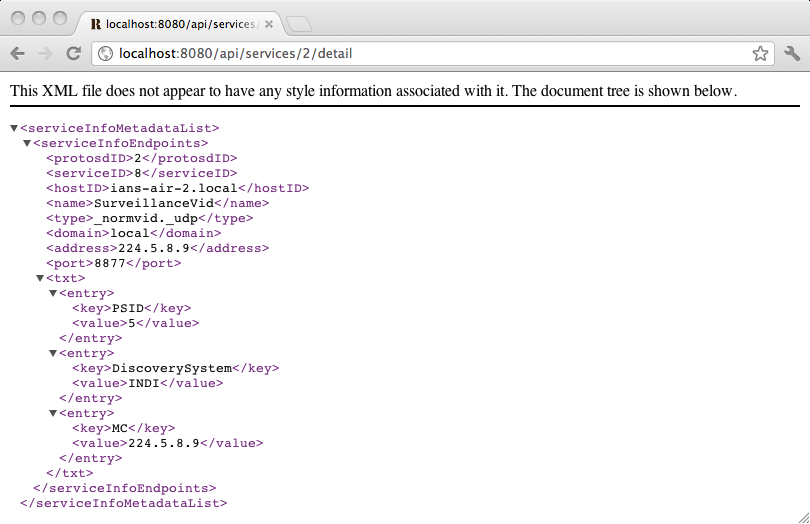 localhost:8080/api/services/
localhost:8080/api/services/2/detail
This XML file does not appear to have any style information associated with it. The document tree is shown below.
<serviceInfoMetadataList>
<serviceInfoEndpoints>
<protosdID>2</protosdID>
<serviceID>8</serviceID>
<hostID>ians-air-2.local</hostID>
<name>SurveillanceVid</name>
<type>_normvid._udp</type>
<domain>local</domain>
<address>224.5.8.9</address>
<port>8877</port>
<txt>
<entry>
<key>PSID</key>
<value>5</value>
</entry>
<entry>
<key>DiscoverySystem</key>
<value>INDI</value>
</entry>
<entry>
<key>MC</key>
<value>224.5.8.9</value>
</entry>
</txt>
</serviceInfoEndpoints>
</serviceInfoMetadataList>